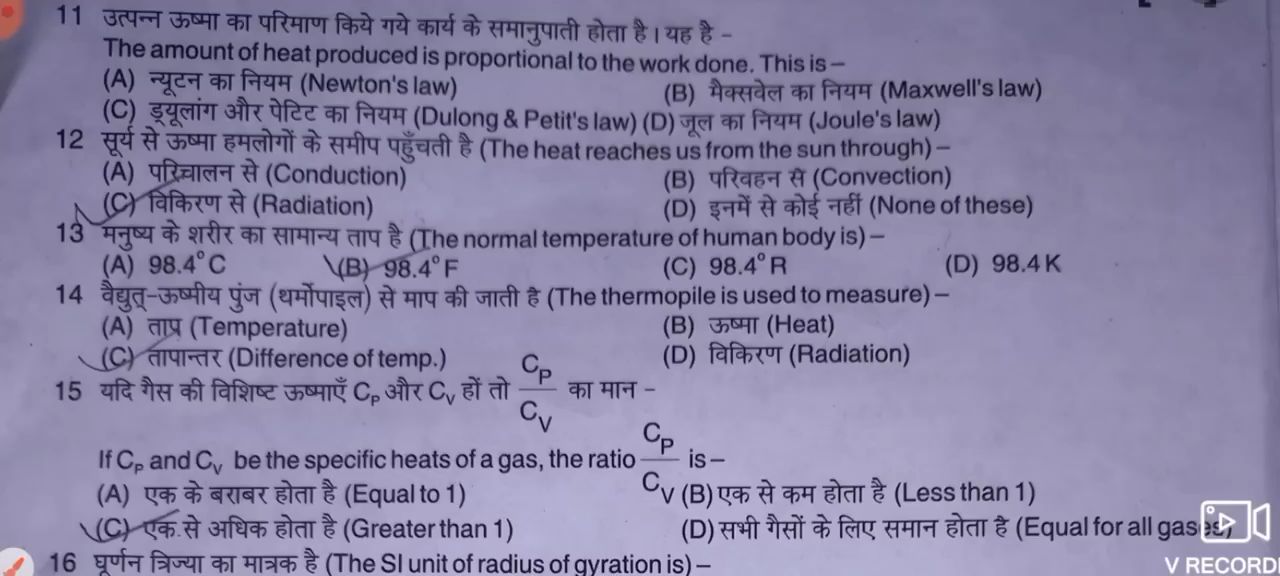 11 उत्पन्न ऊष्मा का परिमाण किये गये कार्य के समानुपाती होता है। यह है –
The amount of heat produced is proportional to the work done. This is –
(A) न्यूटन का नियम (Newton's law) (B) मैक्सवेल का नियम (Maxwell's law)
(C) ड्यूलांग और पेटिट का नियम (Dulong & Petit's law) (D) जूल का नियम (Joule's law)
12 सूर्य से ऊष्मा हमलोगों के समीप पहुँचती है (The heat reaches us from the sun through) –
(A) परिचालन से (Conduction) (B) परिवहन से (Convection)
(C) विकिरण से (Radiation) (D) इनमें से कोई नहीं (None of these)
13 मनुष्य के शरीर का सामान्य ताप है (The normal temperature of human body is) –
(A) 98.4°C (B) 98.4°F (C) 98.4°R (D) 98.4 K
14 वैद्युत्-ऊष्मीय पुंज (थर्मोपाइल) से माप की जाती है (The thermopile is used to measure) –
(A) ताप (Temperature) (B) ऊष्मा (Heat)
(C) तापान्तर (Difference of temp.) (D) विकिरण (Radiation)
15 यदि गैस की विशिष्ट ऊष्माएँ Cₚ और Cᵥ हों तो Cₚ/Cᵥ का मान –
If Cₚ and Cᵥ be the specific heats of a gas, the ratio Cₚ/Cᵥ is –
(A) एक के बराबर होता है (Equal to 1) (B) एक से कम होता है (Less than 1)
(C) एक से अधिक होता है (Greater than 1) (D) सभी गैसों के लिए समान होता है (Equal for all gases)
16 घूर्णन त्रिज्या का मात्रक है (The SI unit of radius of gyration is) –
V RECORD